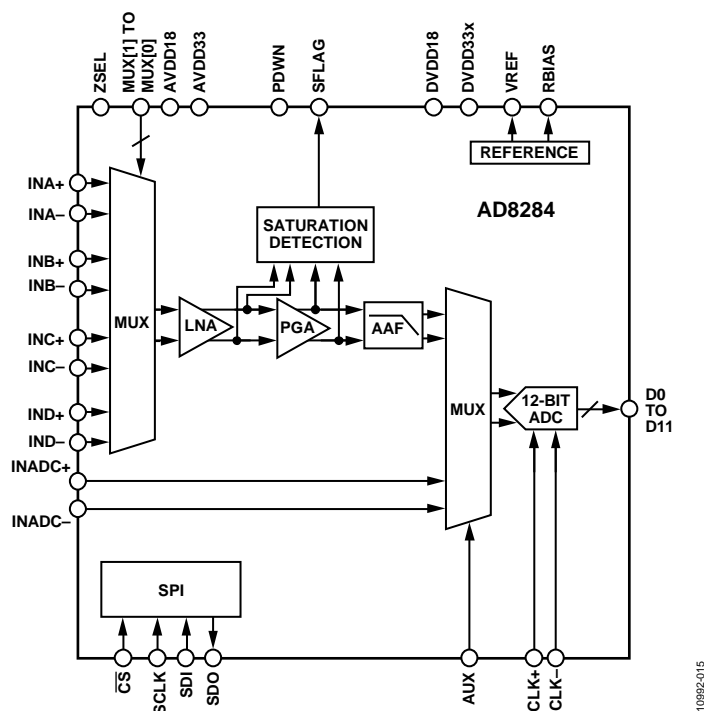 ZSEL
MUX[1] TO
MUX[0]
AVDD18
AVDD33
PDWN
SFLAG
DVDD18
DVDD33x
VREF
RBIAS
REFERENCE
AD8284
INA+
INA–
INB+
INB–
INC+
INC–
IND+
IND–
INADC+
INADC–
SATURATION
DETECTION
MUX
LNA
PGA
AAF
MUX
12-BIT
ADC
D0
TO
D11
SPI
CS
SCLK
SDI
SDO
AUX
CLK+
CLK–
10992-015